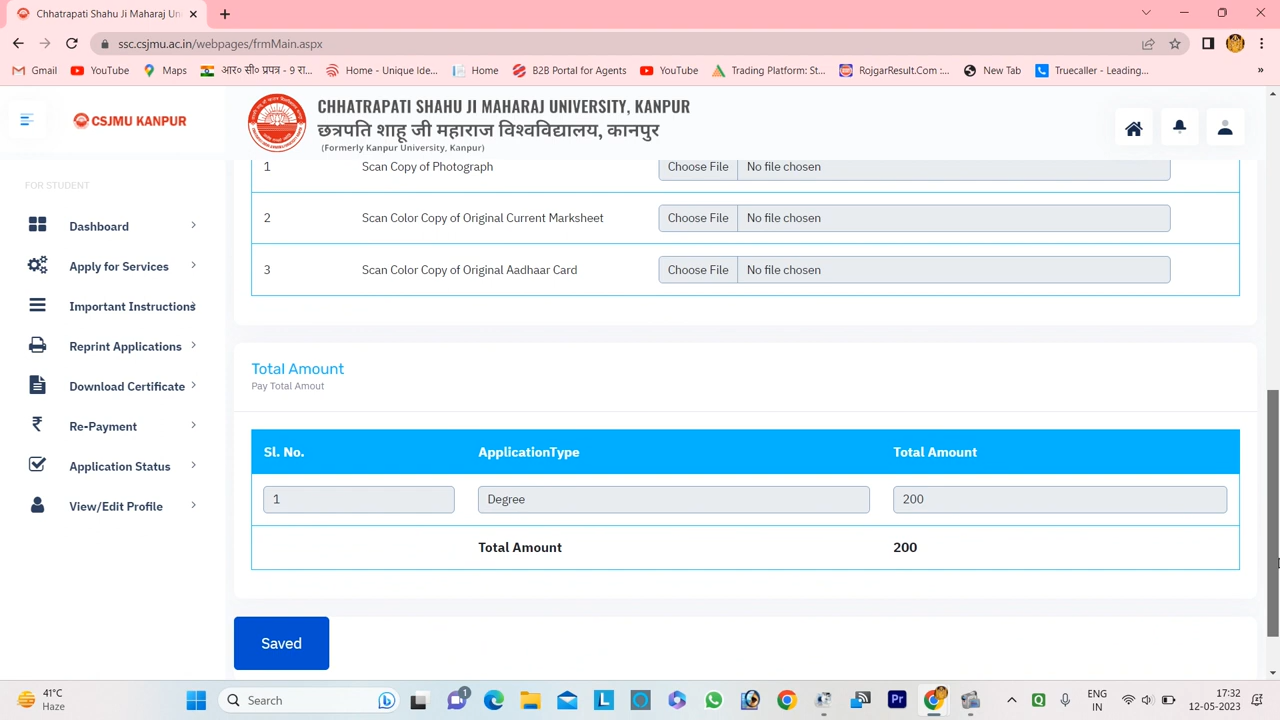 Chhatrapati Shahu Ji Maharaj Un
ssc.csjmu.ac.in/webpages/frmMain.aspx
Gmail
YouTube
Maps
आर० सी० प्रपत्र - 9 रा...
Home - Unique Ide...
Home
B2B Portal for Agents
YouTube
Trading Platform: St...
RojgarResult.Com :...
New Tab
Truecaller - Leading...
»
CSJMU KANPUR
CHHATRAPATI SHAHU JI MAHARAJ UNIVERSITY, KANPUR
छत्रपति शाहू जी महाराज विश्वविद्यालय, कानपुर
(Formerly Kanpur University, Kanpur)
FOR STUDENT
Dashboard
Apply for Services
Important Instructions
Reprint Applications
Download Certificate
Re-Payment
Application Status
View/Edit Profile
1 Scan Copy of Photograph Choose File No file chosen
2 Scan Color Copy of Original Current Marksheet Choose File No file chosen
3 Scan Color Copy of Original Aadhaar Card Choose File No file chosen
Total Amount
Pay Total Amout
Sl. No. ApplicationType Total Amount
1 Degree 200
Total Amount 200
Saved
41°C
Haze
Search
1
Pr
ENG
IN
17:32
12-05-2023